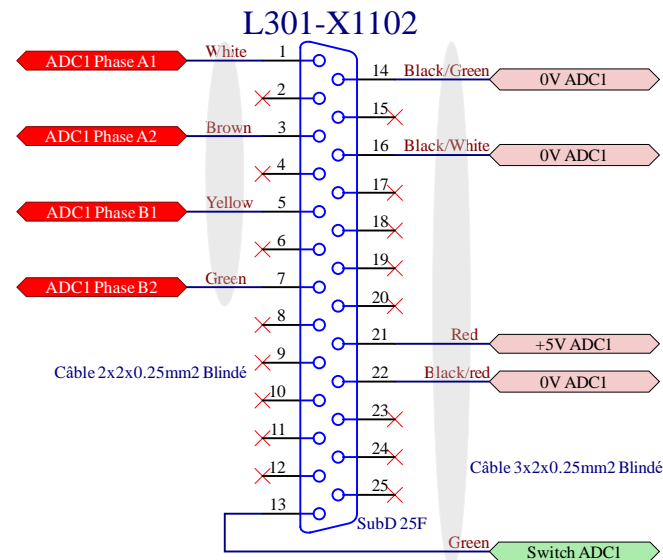 L301-X1102
ADC1 Phase A1 White 1
14 Black/Green 0V ADC1
2
15
ADC1 Phase A2 Brown 3
16 Black/White 0V ADC1
4
17
ADC1 Phase B1 Yellow 5
18
6
19
ADC1 Phase B2 Green 7
20
8
21 Red +5V ADC1
9
Câble 2x2x0.25mm2 Blindé
22 Black/red 0V ADC1
10
23
11
24
Câble 3x2x0.25mm2 Blindé
12
25
13
SubD 25F
Green Switch ADC1